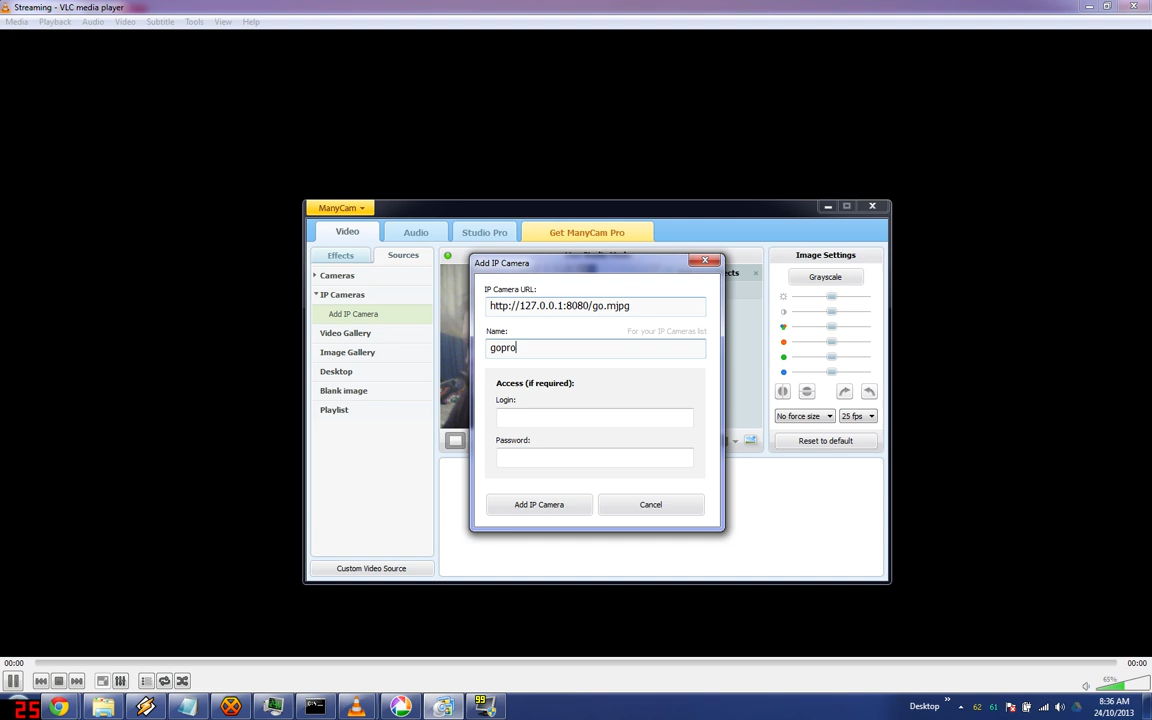 Streaming - VLC media player
Media Playback Audio Video Subtitle Tools View Help
ManyCam
Video Audio Studio Pro Get ManyCam Pro
Effects Sources
Cameras
IP Cameras
Add IP Camera
Video Gallery
Image Gallery
Desktop
Blank image
Playlist
Custom Video Source
Add IP Camera
IP Camera URL:
http://127.0.0.1:8080/go.mjpg
Name: For your IP Cameras list
gopro
Access (if required):
Login:
Password:
Add IP Camera Cancel
Image Settings
Grayscale
No force size 25 fps
Reset to default
00:00 00:00
65%
25
99
Desktop
62 61
8:36 AM
24/10/2013